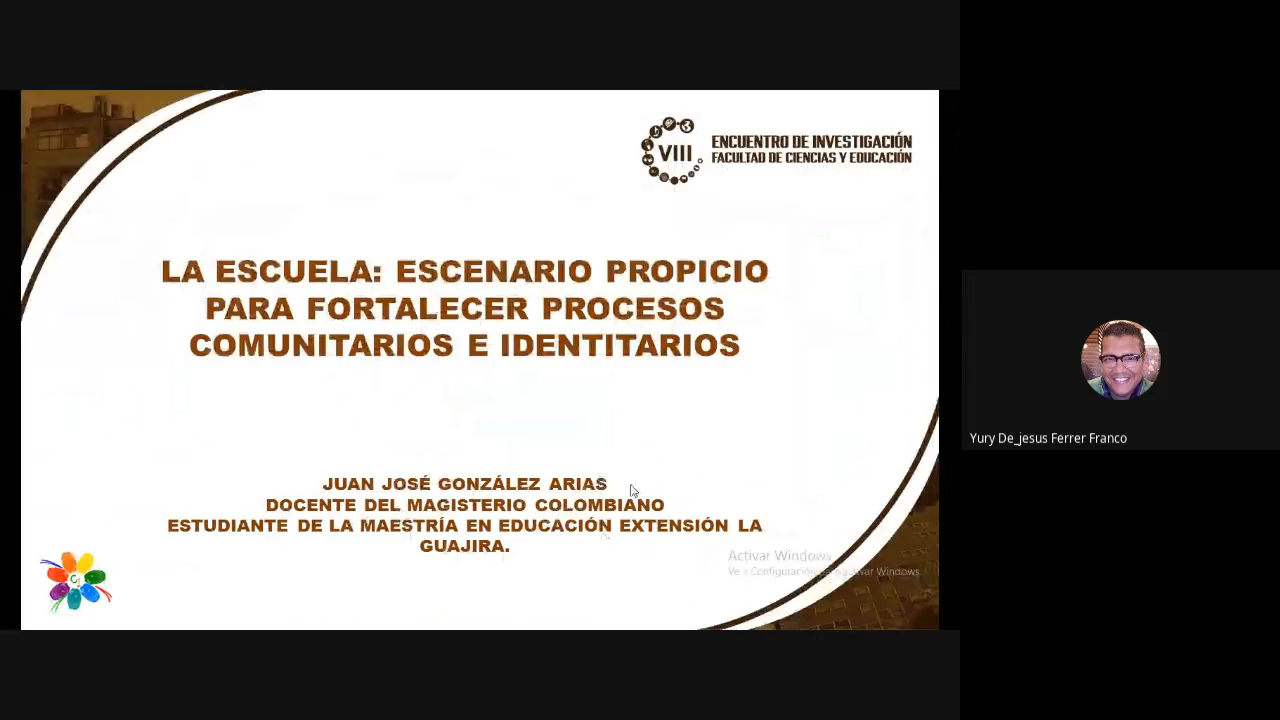 VIII
ENCUENTRO DE INVESTIGACIÓN
FACULTAD DE CIENCIAS Y EDUCACIÓN
LA ESCUELA: ESCENARIO PROPICIO
PARA FORTALECER PROCESOS
COMUNITARIOS E IDENTITARIOS
JUAN JOSÉ GONZÁLEZ ARIAS
DOCENTE DEL MAGISTERIO COLOMBIANO
ESTUDIANTE DE LA MAESTRÍA EN EDUCACIÓN EXTENSIÓN LA
GUAJIRA.
Activar Windows
Configuración activar Windows.
Yury De_jesus Ferrer Franco